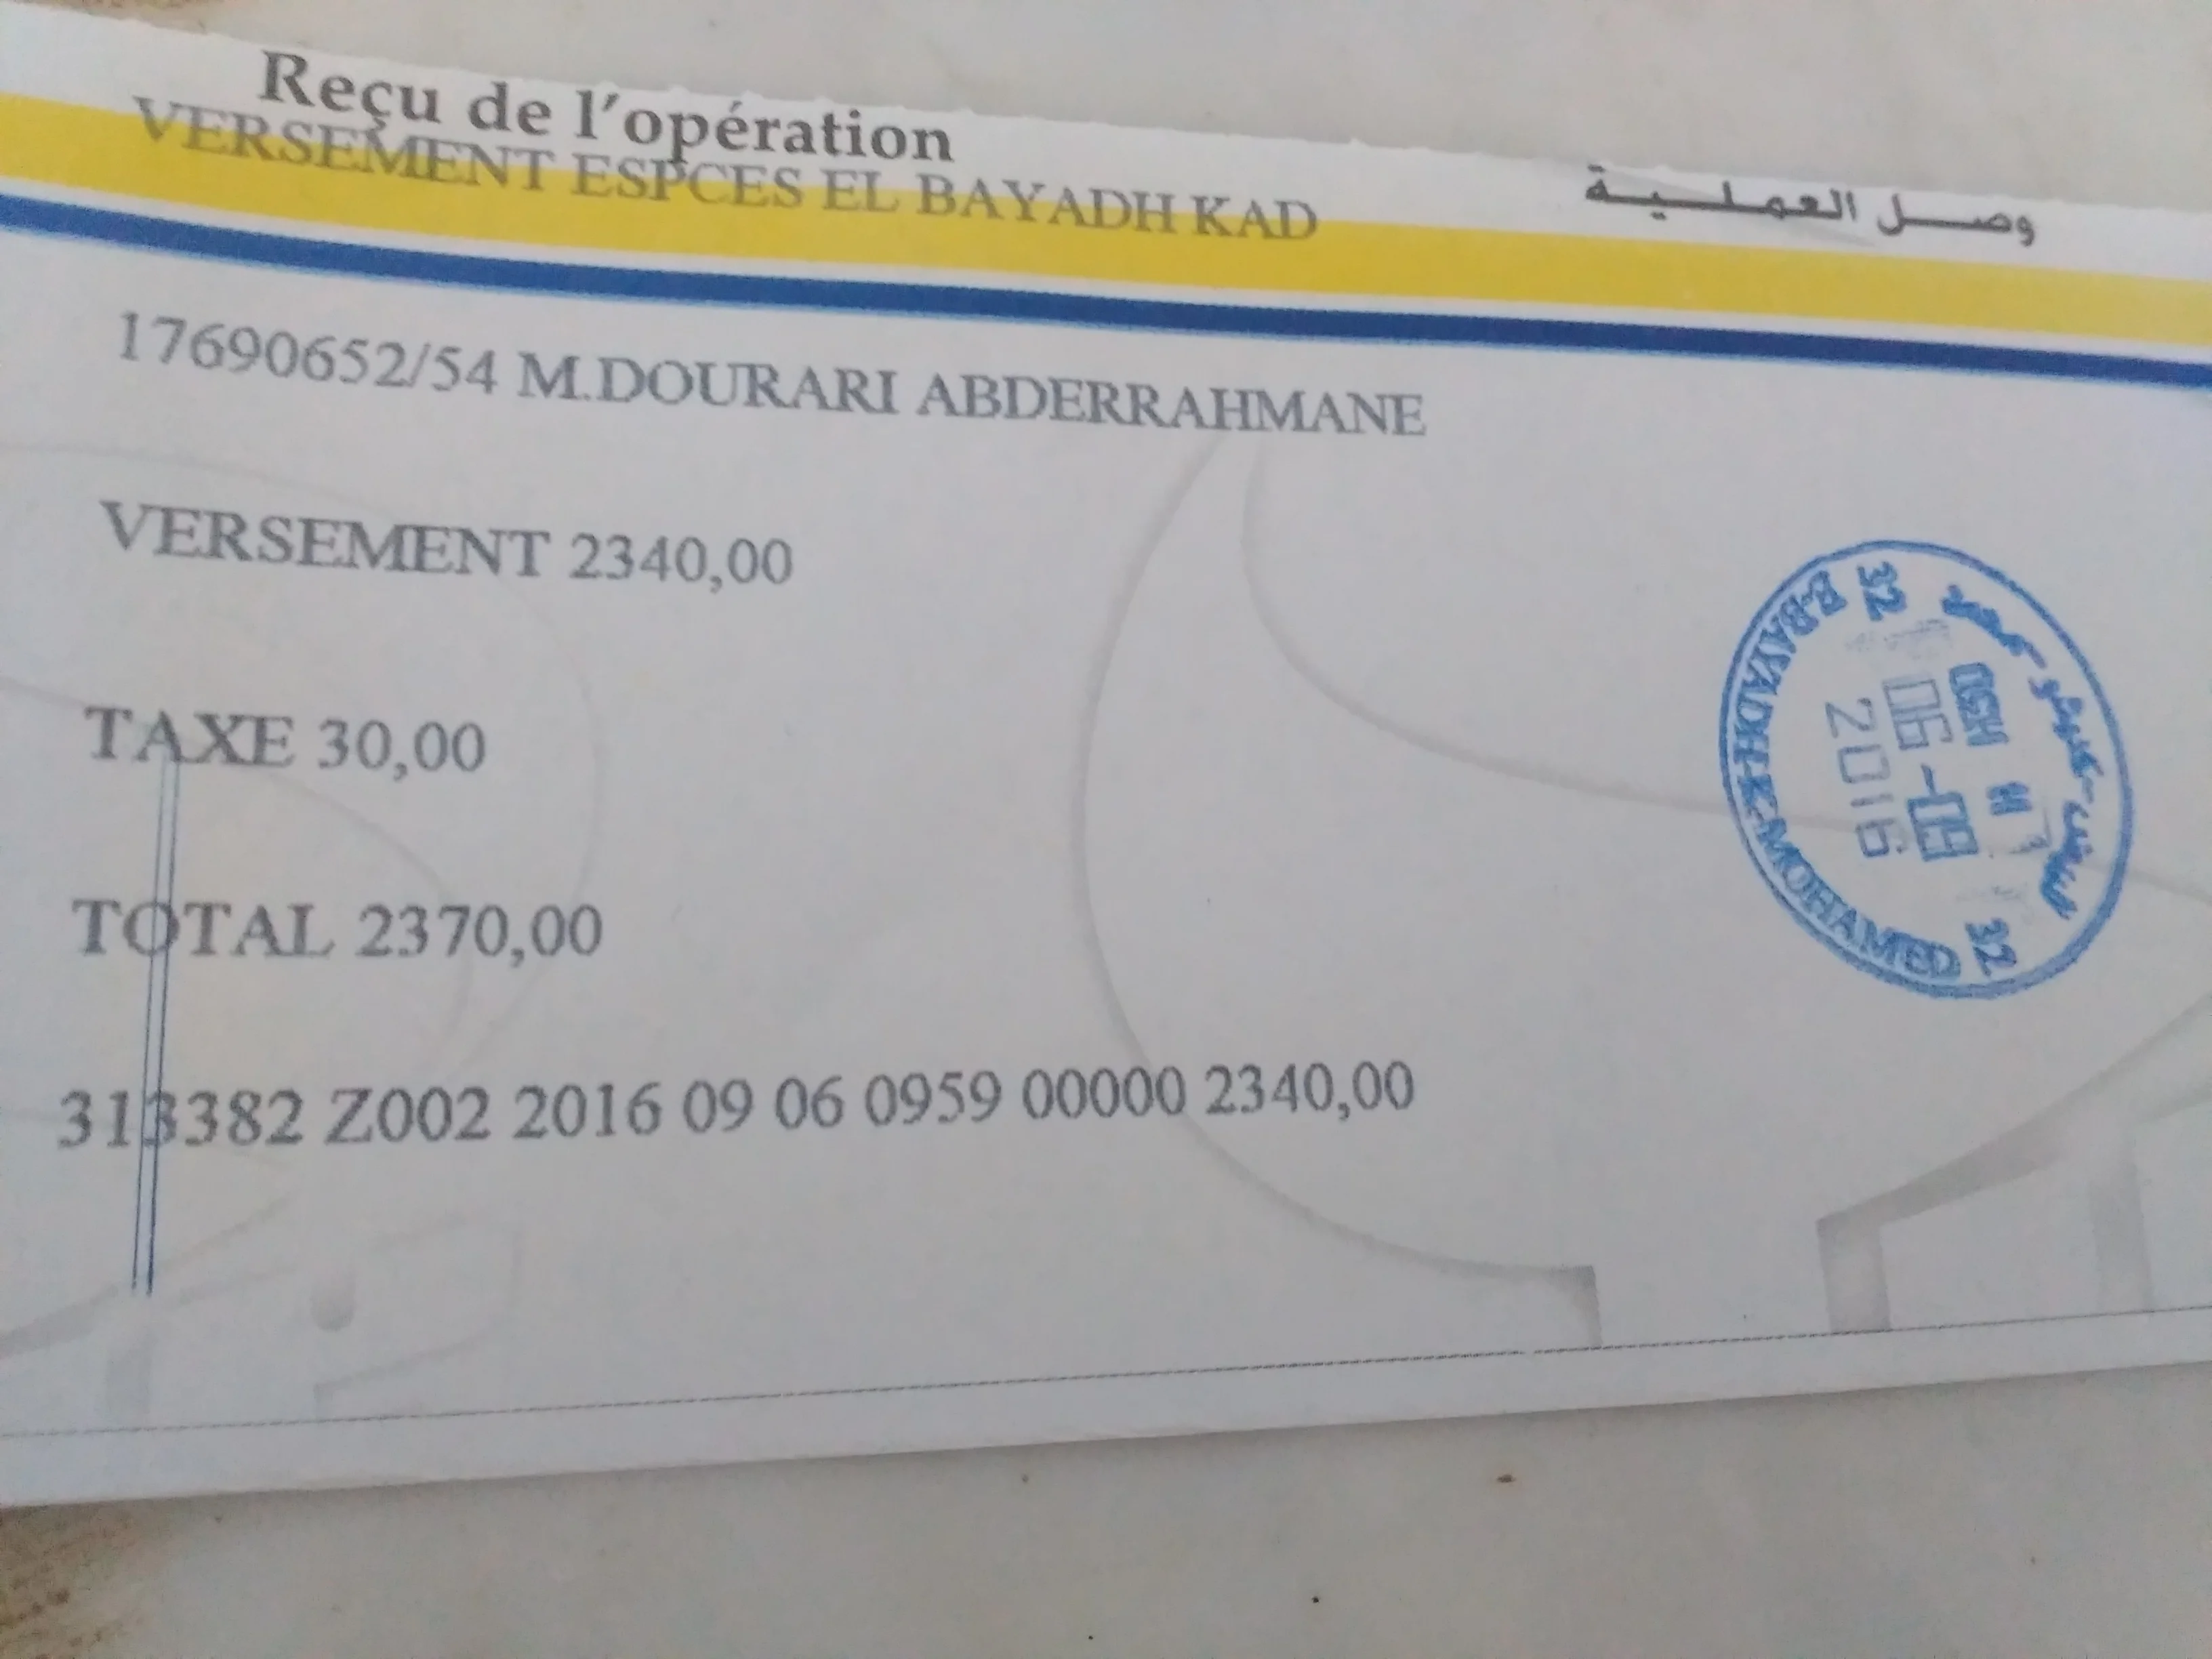 Reçu de l'opération
وصل العملية
VERSEMENT ESPCES EL BAYADH KAD
17690652/54 M.DOURARI ABDERRAHMANE
VERSEMENT 2340,00
TAXE 30,00
TOTAL 2370,00
313382 Z002 2016 09 06 0959 00000 2340,00
32
E-BAYADH-K-MOHAMED
32
06-09
2016